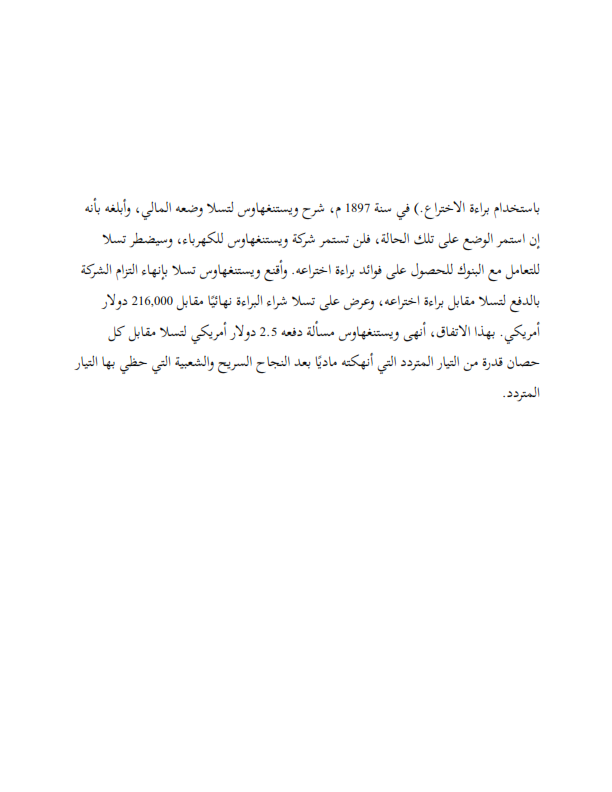 باستخدام براءة الاختراع.) في سنة 1897 م، شرح ويستنغهاوس لتسلا وضعه المالي، وأبلغه بأنه
إن استمر الوضع على تلك الحالة، فلن تستمر شركة ويستنغهاوس للكهرباء، وسيضطر تسلا
للتعامل مع البنوك للحصول على فوائد براءة اختراعه. وأقنع ويستنغهاوس تسلا بإنهاء التزام الشركة
بالدفع لتسلا مقابل براءة اختراعه، وعرض على تسلا شراء البراءة نهائيًا مقابل 216,000 دولار
أمريكي. بهذا الاتفاق، أنهى ويستنغهاوس مسألة دفعه 2.5 دولار أمريكي لتسلا مقابل كل
حصان قدرة من التيار المتردد التي أنهكته ماديًا بعد النجاح السريع والشعبية التي حظي بها التيار
المتردد.